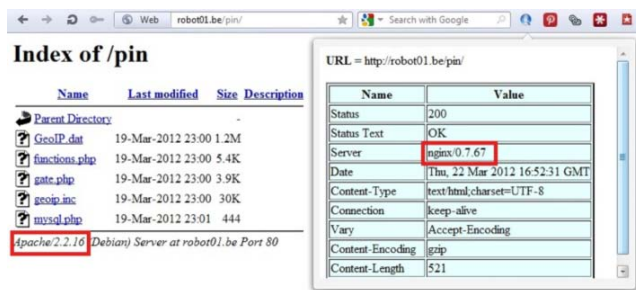 Web robot01.be/pin/ Search with Google
Index of /pin
Name Last modified Size Description
Parent Directory -
GeoIP.dat 19-Mar-2012 23:00 1.2M
functions.php 19-Mar-2012 23:00 5.4K
gate.php 19-Mar-2012 23:00 3.9K
geoip.inc 19-Mar-2012 23:00 30K
mysql.php 19-Mar-2012 23:01 444
Apache/2.2.16 (Debian) Server at robot01.be Port 80
URL = http://robot01.be/pin/
Name Value
Status 200
Status Text OK
Server nginx/0.7.67
Date Thu, 22 Mar 2012 16:52:31 GMT
Content-Type text/html;charset=UTF-8
Connection keep-alive
Vary Accept-Encoding
Content-Encoding gzip
Content-Length 521